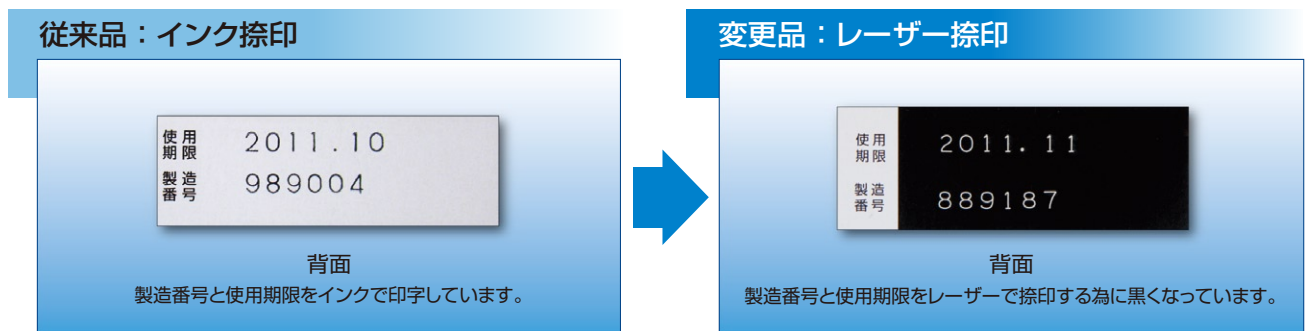 従来品：インク捺印
使用期限 2011.10
製造番号 989004
背面
製造番号と使用期限をインクで印字しています。
変更品：レーザー捺印
使用期限 2011.11
製造番号 889187
背面
製造番号と使用期限をレーザーで捺印する為に黒くなっています。